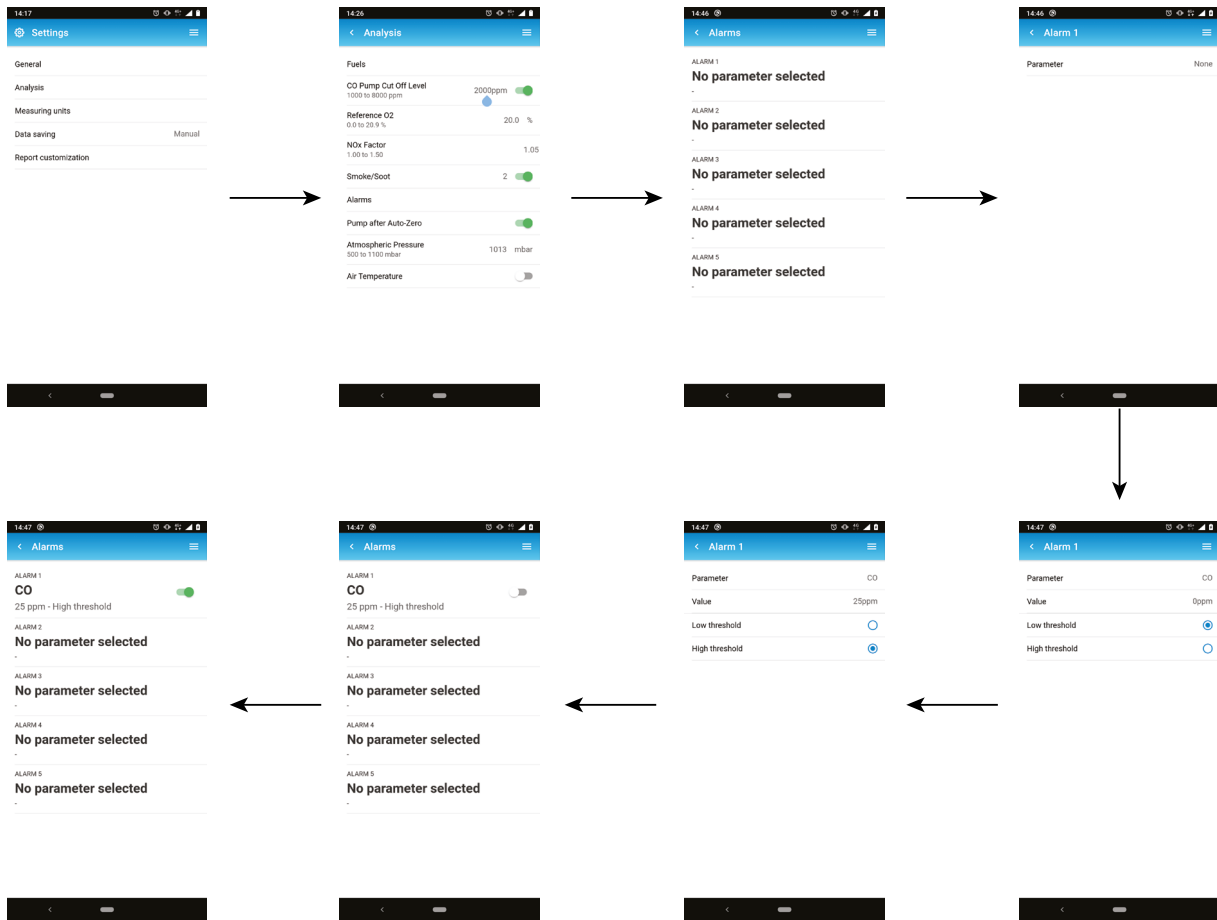 14:17
Settings
General
Analysis
Measuring units
Data saving Manual
Report customization
14:26
Analysis
Fuels
CO Pump Cut Off Level 2000ppm
1000 to 8000 ppm
Reference O2 20.0 %
0.0 to 20.9 %
NOx Factor 1.05
1.00 to 1.50
Smoke/Soot 2
Alarms
Pump after Auto-Zero
Atmospheric Pressure 1013 mbar
500 to 1100 mbar
Air Temperature
14:46
Alarms
ALARM 1
No parameter selected
-
ALARM 2
No parameter selected
-
ALARM 3
No parameter selected
-
ALARM 4
No parameter selected
-
ALARM 5
No parameter selected
-
14:46
Alarm 1
Parameter None
14:47
Alarm 1
Parameter CO
Value 0ppm
Low threshold
High threshold
14:47
Alarm 1
Parameter CO
Value 25ppm
Low threshold
High threshold
14:47
Alarms
ALARM 1
CO
25 ppm - High threshold
ALARM 2
No parameter selected
-
ALARM 3
No parameter selected
-
ALARM 4
No parameter selected
-
ALARM 5
No parameter selected
-
14:47
Alarms
ALARM 1
CO
25 ppm - High threshold
ALARM 2
No parameter selected
-
ALARM 3
No parameter selected
-
ALARM 4
No parameter selected
-
ALARM 5
No parameter selected
-